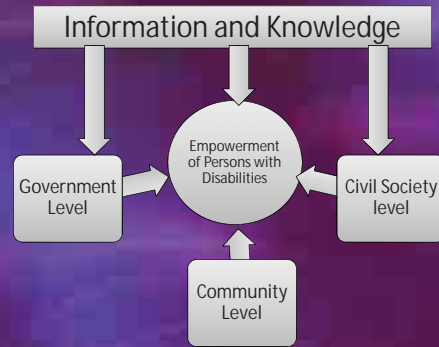 Information and Knowledge
Empowerment
of Persons with
Disabilities
Government
Level
Civil Society
level
Community
Level